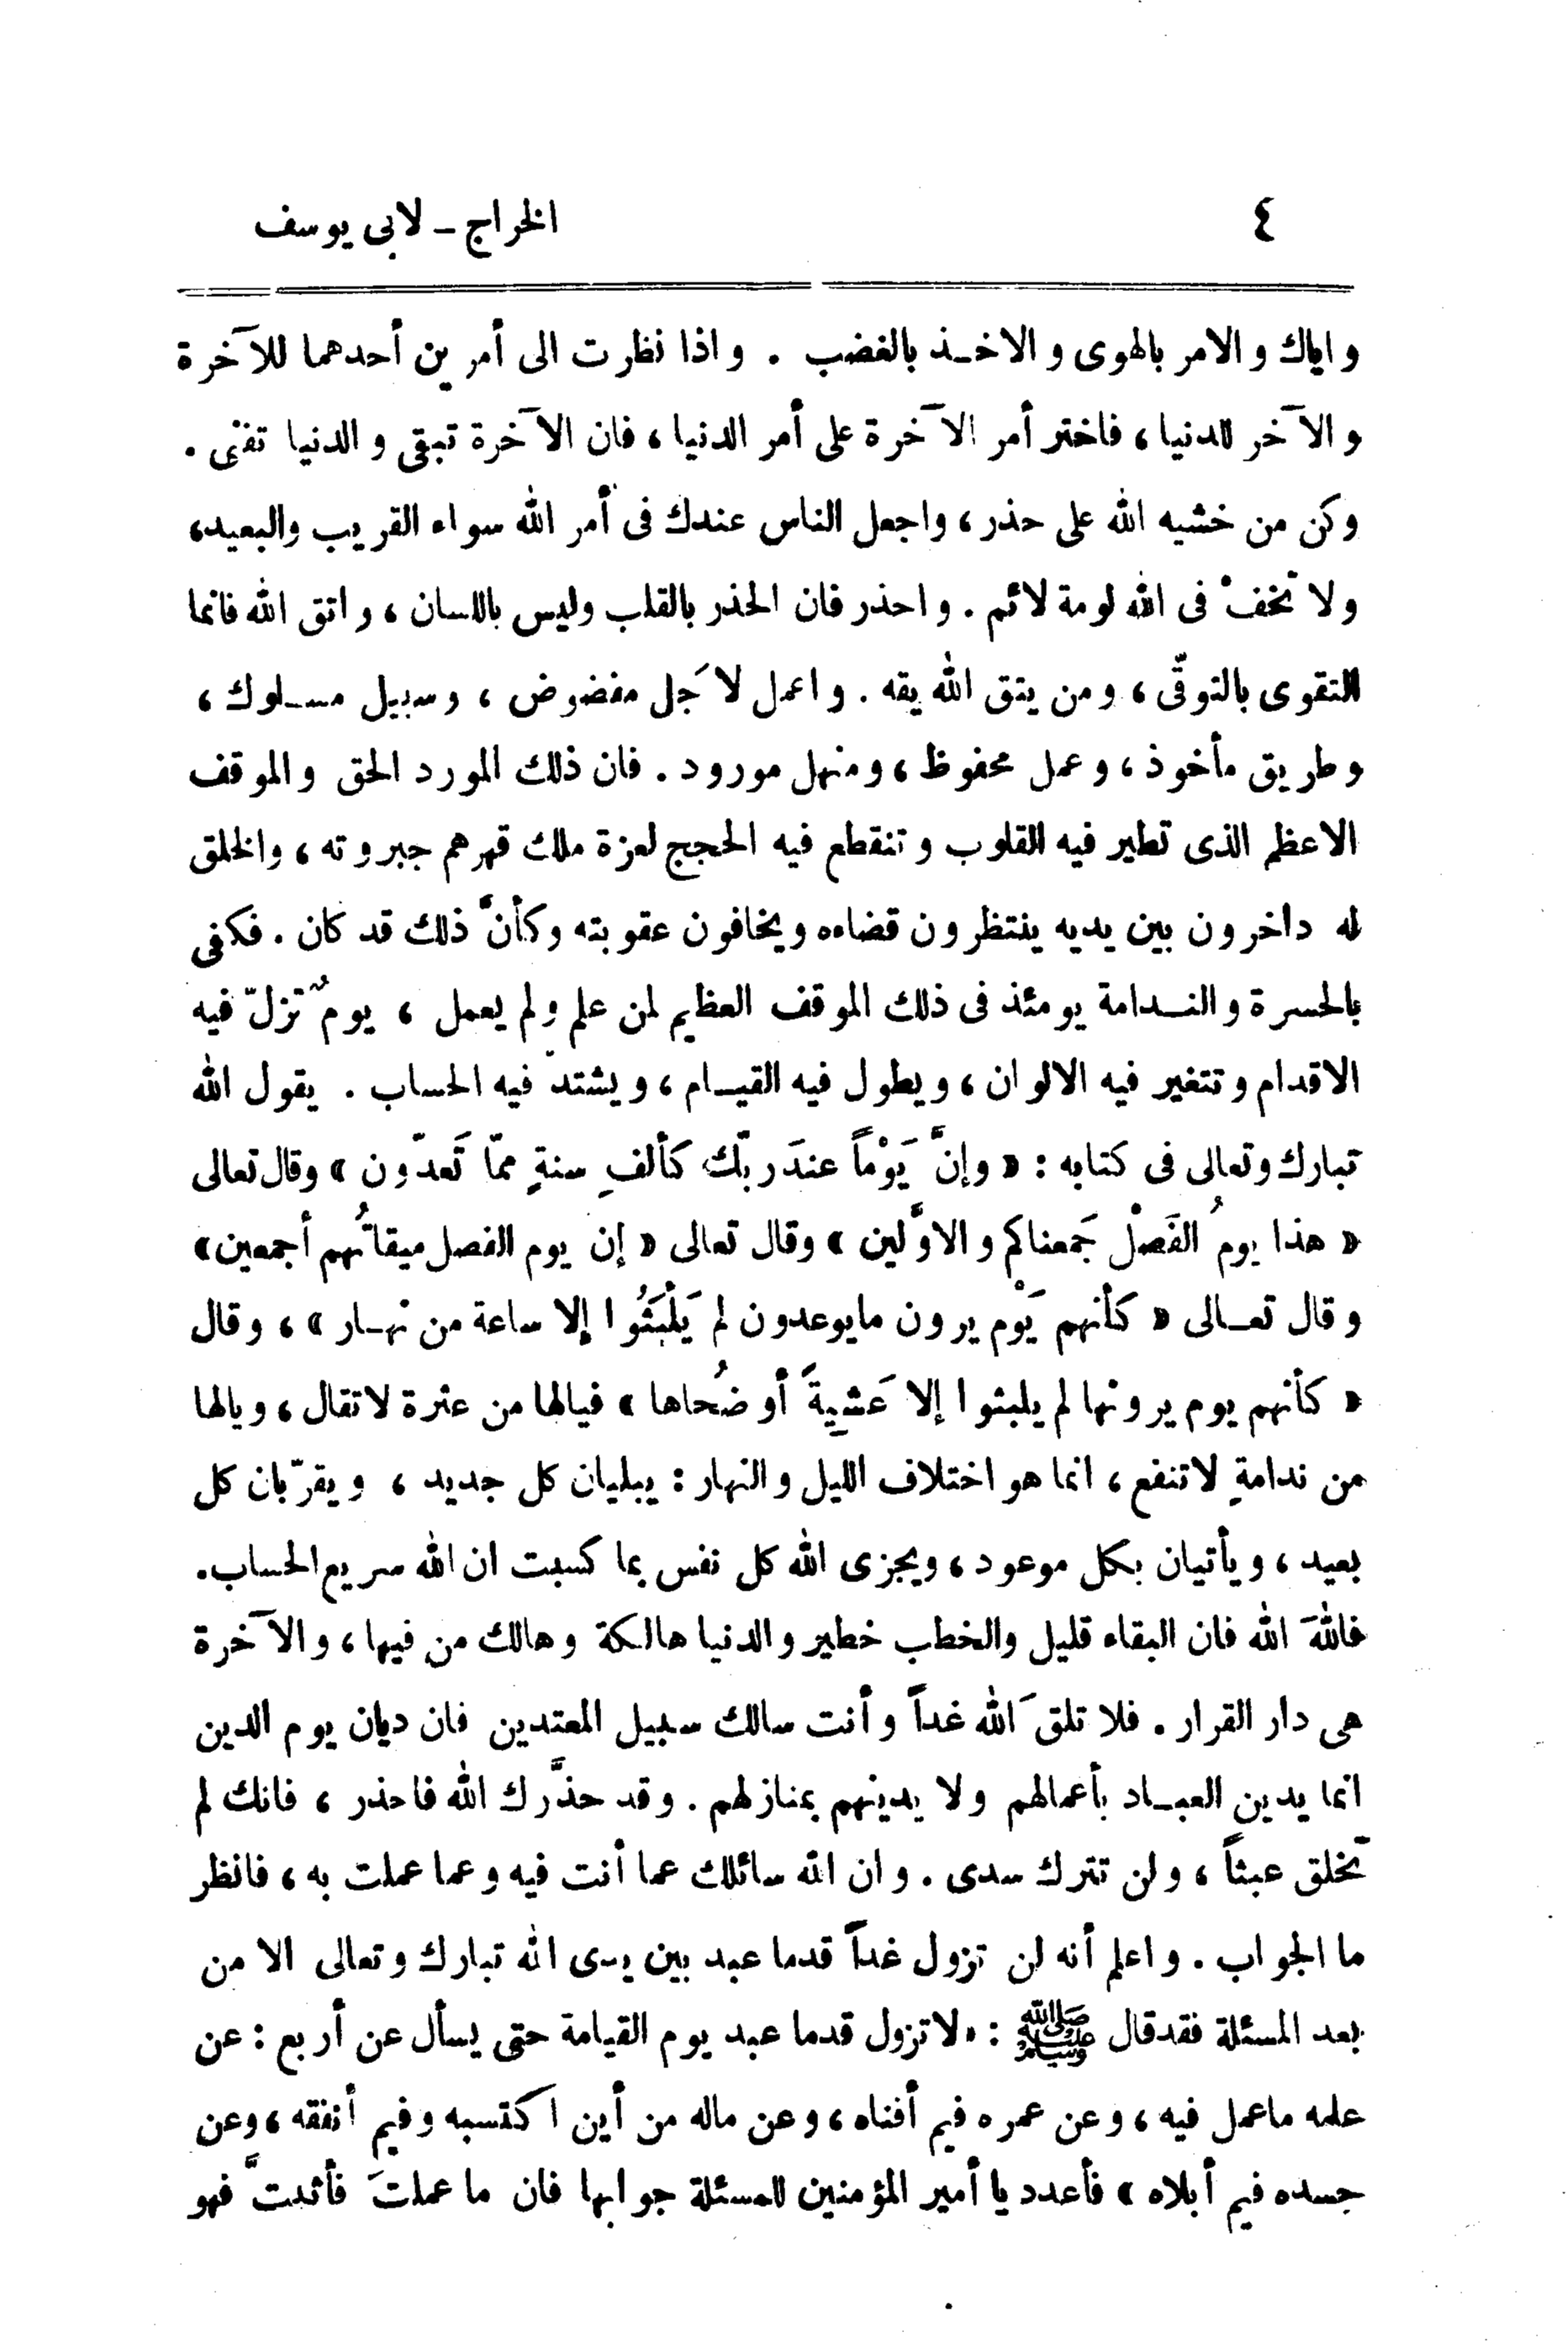 ٤
الخراج ـ لابى يوسف
واياك والامر بالهوى والاخـذ بالغضب . واذا نظرت الى أمرين أحدهما للآخرة
والآخر للدنيا ، فاختر أمر الآخرة على أمر الدنيا ، فان الآخرة تبقى والدنيا تفنى .
وكن من خشيه الله على حذر ، واجعل الناس عندك فى أمر الله سواء القريب والبعيد،
ولا تخفْ فى الله لومة لائم . واحذر فان الحذر بالقلب وليس باللسان ، واتق الله فانما
التقوى بالتوقّى ، ومن يتق الله يقه . واعمل لاَجل مفضوض ، وسبيل مسـلوك ،
وطريق مأخوذ ، وعمل محفوظ ، ومنهل مورود . فان ذلك المورد الحق والموقف
الاعظم الذى تطير فيه القلوب وتنقطع فيه الحجج لعزة ملك قهرهم جبروته ، والخلق
له داخرون بين يديه ينتظرون قضاءه ويخافون عقوبته وكأنَّ ذلك قد كان . فكفى
بالحسرة والنـدامة يومئذ فى ذلك الموقف العظيم لمن علم ولم يعمل ، يومٌ تزلّ فيه
الاقدام وتتغير فيه الالوان ، ويطول فيه القيـام ، ويشتدّ فيه الحساب . يقول الله
تبارك وتعالى فى كتابه : « وإنَّ يَوْماً عندَ ربّك كألفِ سنةٍ ممّا تَعدّون » وقال تعالى
« هذا يومُ الفَصْل جَمعناكم والاوَّلين » وقال تعالى « إن يوم الفصل ميقاتُهم أجمعين »
وقال تعـالى « كأنهم يَوْم يرون مايوعدون لم يَلْبَثُوا إلا ساعة من نهـار » ، وقال
« كأنهم يوم يرونها لم يلبثوا إلا عَشيةً أو ضُحاها » فيالها من عثرة لاتقال ، ويالها
من ندامةٍ لاتنفع ، انما هو اختلاف الليل والنهار : يبليان كل جديد ، ويقرّبان كل
بعيد ، ويأتيان بكل موعود ، ويجزى الله كل نفس بما كسبت ان الله سريع الحساب.
فاللهَ الله فان البقاء قليل والخطب خطير والدنيا هالكة وهالك من فيها ، والآخرة
هى دار القرار . فلا تلقَ الله غداً وأنت سالك سبيل المعتدين فان ديان يوم الدين
انما يدين العبـاد بأعمالهم ولا يدينهم بمنازلهم . وقد حذَّرك الله فاحذر ، فانك لم
تخلق عبثاً ، ولن تترك سدى . وان الله سائلك عما أنت فيه وعما عملت به ، فانظر
ما الجواب . واعلم أنه لن تزول غداً قدما عبد بين يدى الله تبارك وتعالى الا من
بعد المسئلة فقد قال ﷺ : «لاتزول قدما عبد يوم القيامة حتى يسأل عن أربع : عن
علمه ماعمل فيه ، وعن عمره فيم أفناه ، وعن ماله من أين اكتسبه وفيم أنفقه ، وعن
جسده فيم أبلاه » فأعدد يا أمير المؤمنين للمسئلة جوابها فان ما عملتَ فأثبتَّ فهو